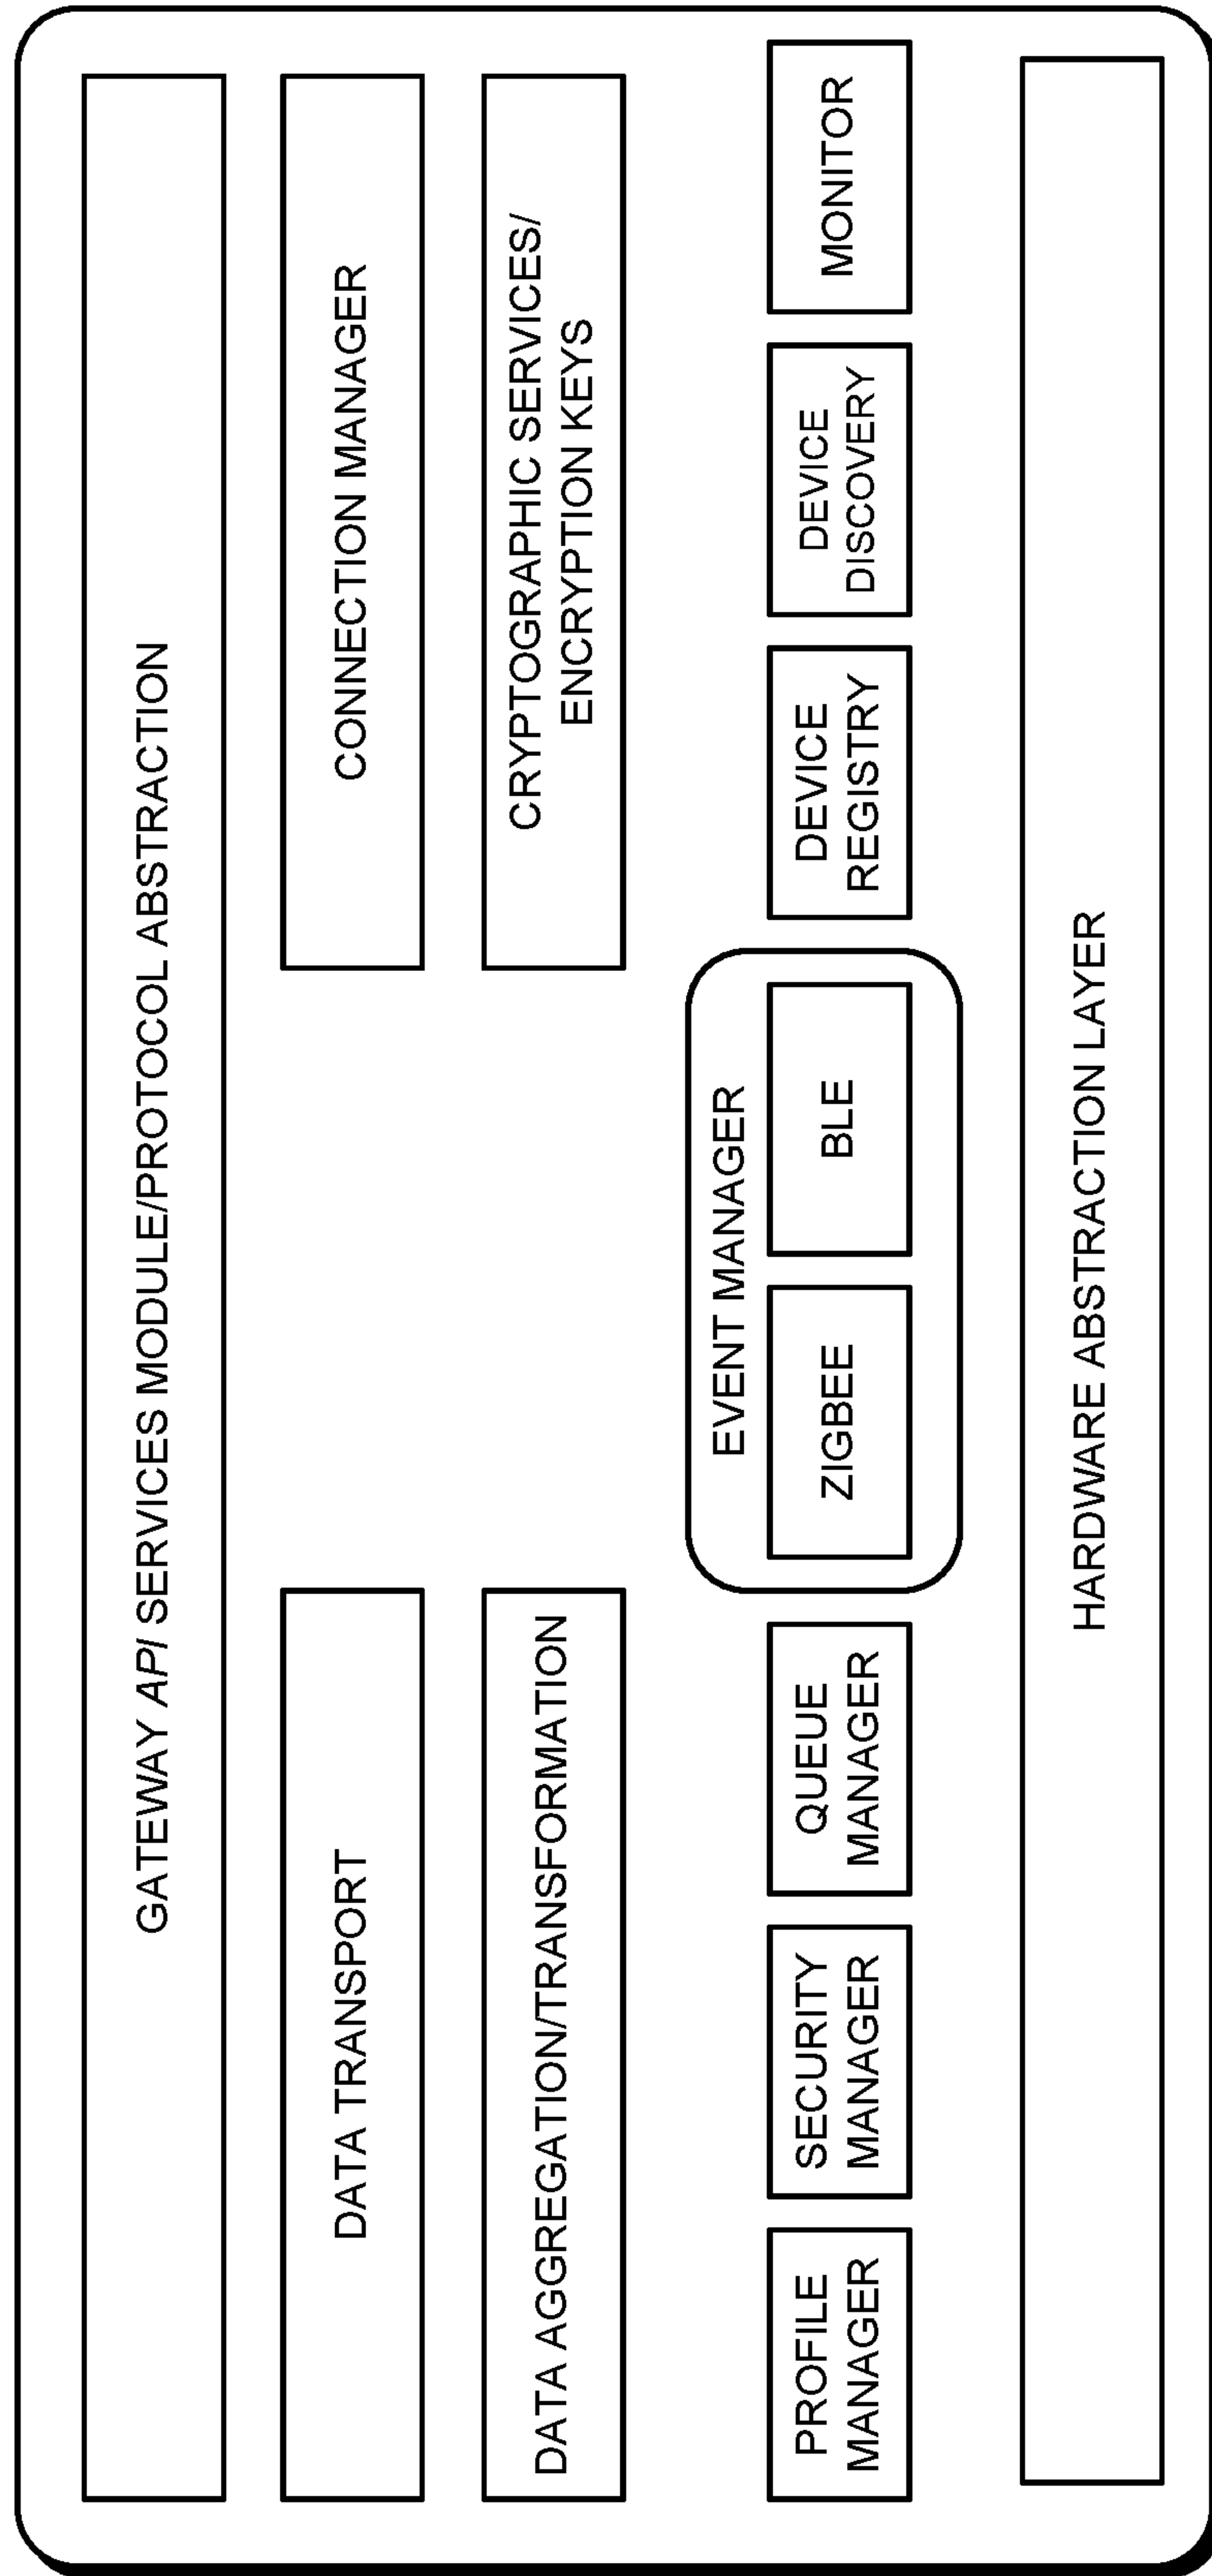 GATEWAY API SERVICES MODULE/PROTOCOL ABSTRACTION
DATA TRANSPORT
CONNECTION MANAGER
DATA AGGREGATION/TRANSFORMATION
CRYPTOGRAPHIC SERVICES/
ENCRYPTION KEYS
PROFILE
MANAGER
SECURITY
MANAGER
QUEUE
MANAGER
EVENT MANAGER
ZIGBEE
BLE
DEVICE
REGISTRY
DEVICE
DISCOVERY
MONITOR
HARDWARE ABSTRACTION LAYER